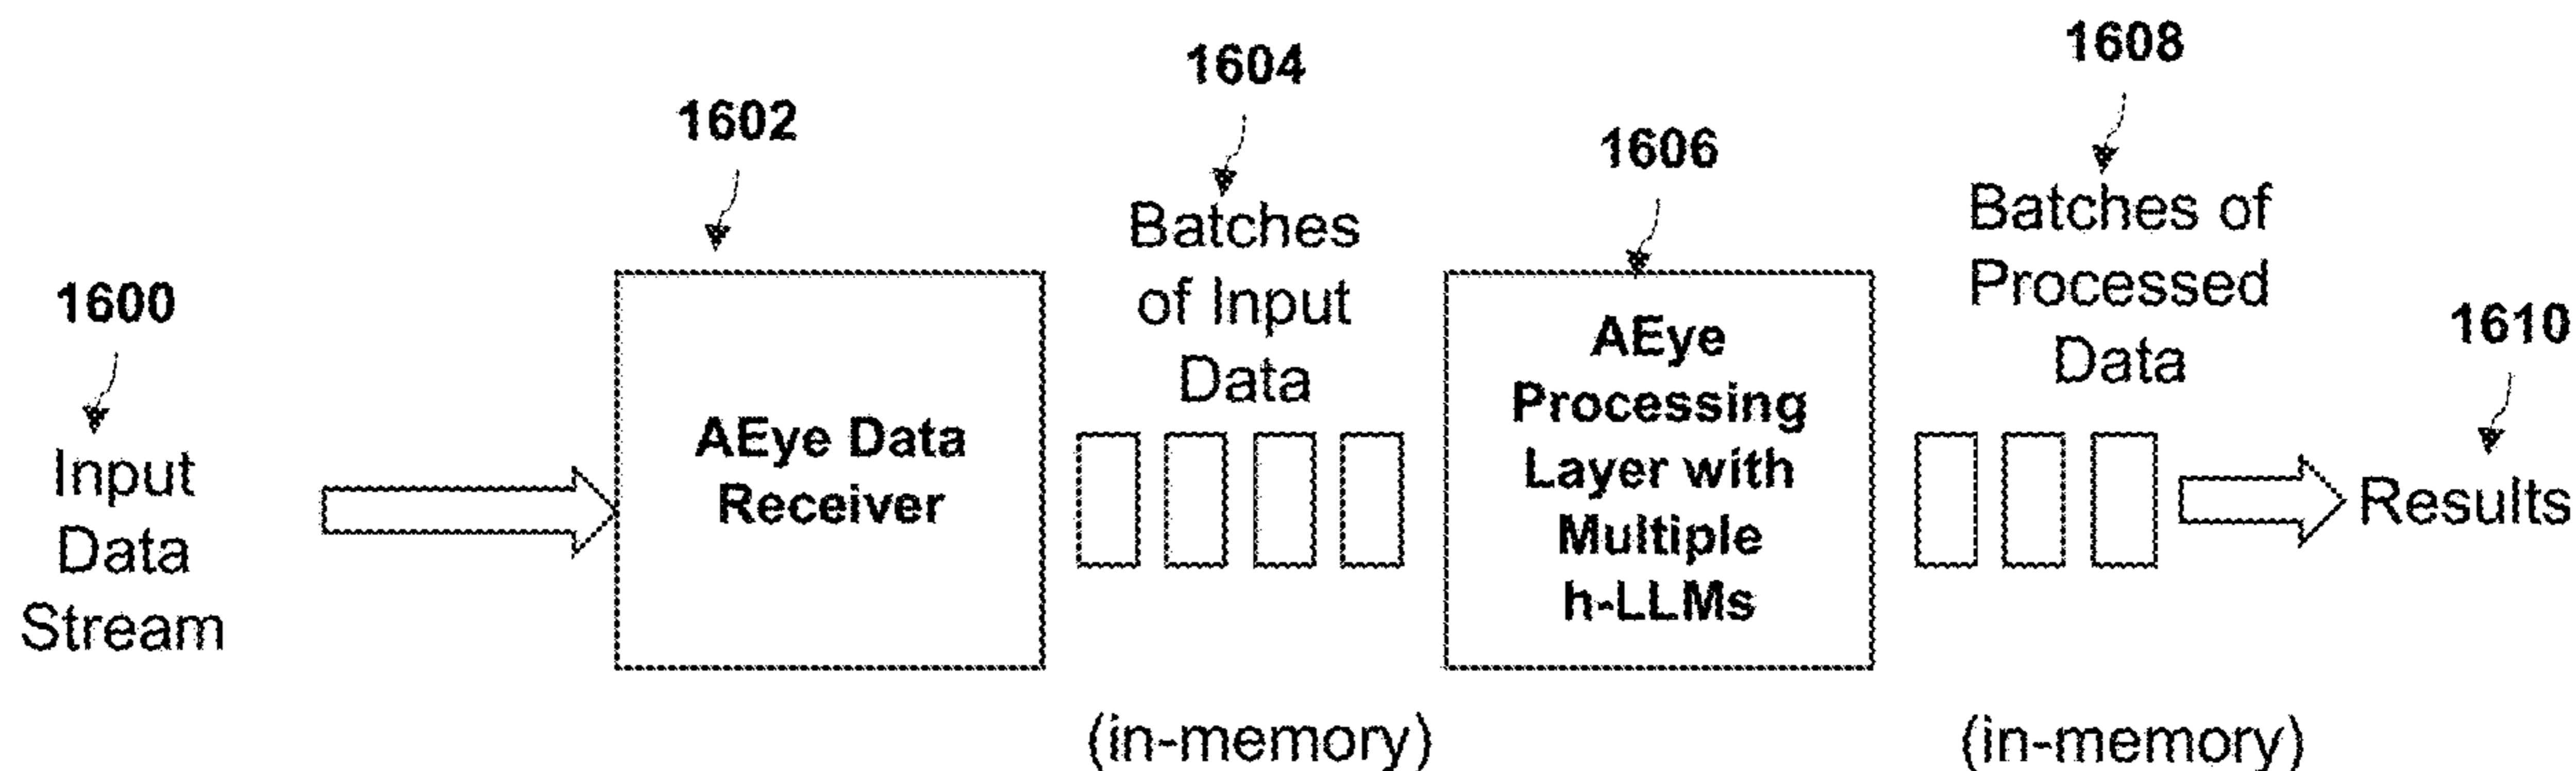 1600
Input
Data
Stream
1602
AEye Data
Receiver
1604
Batches
of Input
Data
(in-memory)
1606
AEye
Processing
Layer with
Multiple
h-LLMs
1608
Batches of
Processed
Data
(in-memory)
1610
Results